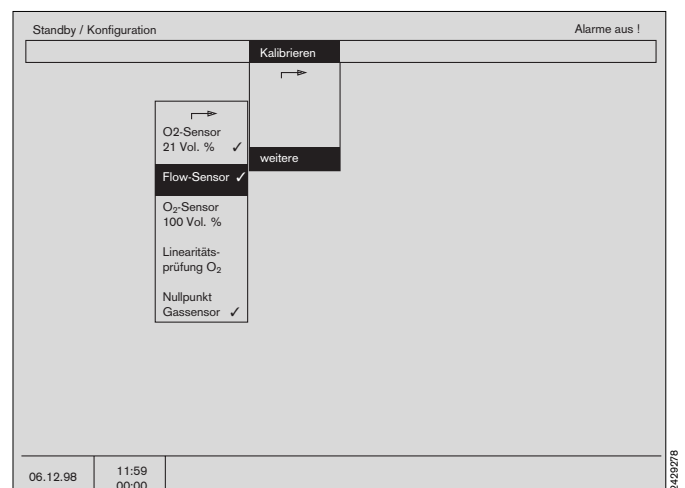 Standby / Konfiguration
Alarme aus !
Kalibrieren
O2-Sensor
21 Vol. % ✓
weitere
Flow-Sensor ✓
O₂-Sensor
100 Vol. %
Linearitäts-
prüfung O₂
Nullpunkt
Gassensor ✓
06.12.98
11:59
00:00
2429278